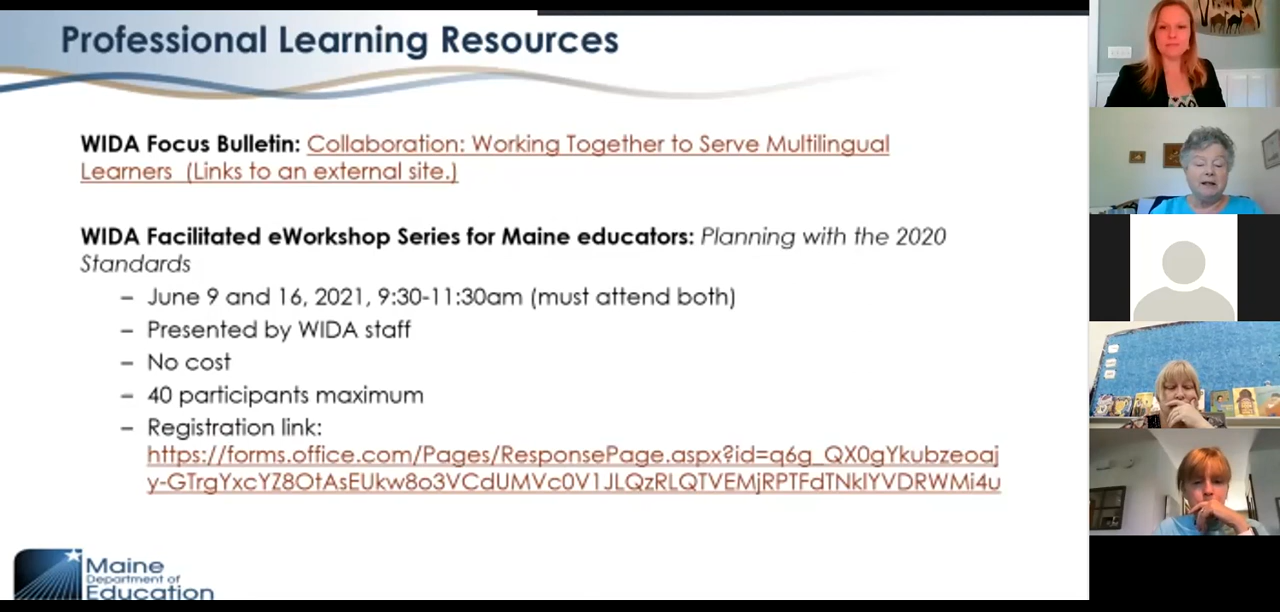 Professional Learning Resources
WIDA Focus Bulletin: Collaboration: Working Together to Serve Multilingual
Learners (Links to an external site.)
WIDA Facilitated eWorkshop Series for Maine educators: Planning with the 2020
Standards
– June 9 and 16, 2021, 9:30-11:30am (must attend both)
– Presented by WIDA staff
– No cost
– 40 participants maximum
– Registration link:
https://forms.office.com/Pages/ResponsePage.aspx?id=q6g_QX0gYkubzeoaj
y-GTrgYxcYZ8OtAsEUkw8o3VCdUMVc0V1JLQzRLQTVEMjRPTFdTNklYVDRWMi4u
Maine
Department of
Education